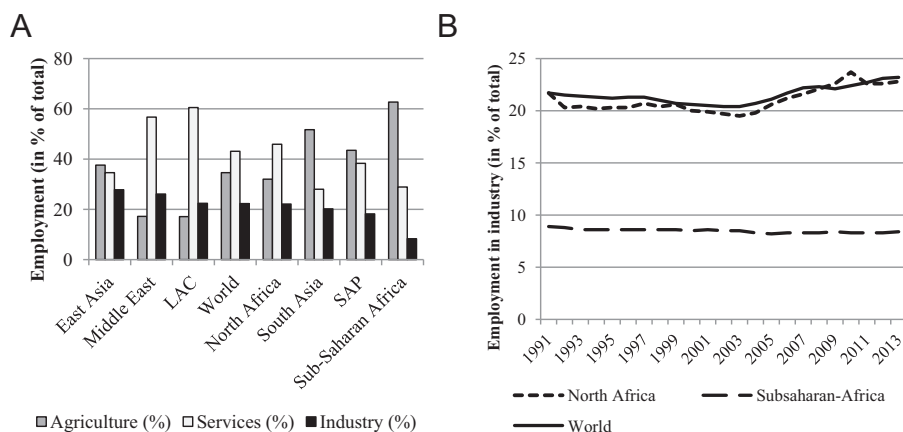 A
Employment (in % of total)
80
60
40
20
0
East Asia
Middle East
LAC
World
North Africa
South Asia
SAP
Sub-Saharan Africa
Agriculture (%) Services (%) Industry (%)
B
Employment in industry (in % of total)
25
20
15
10
5
0
1991
1993
1995
1997
1999
2001
2003
2005
2007
2009
2011
2013
North Africa Subsaharan-Africa
World